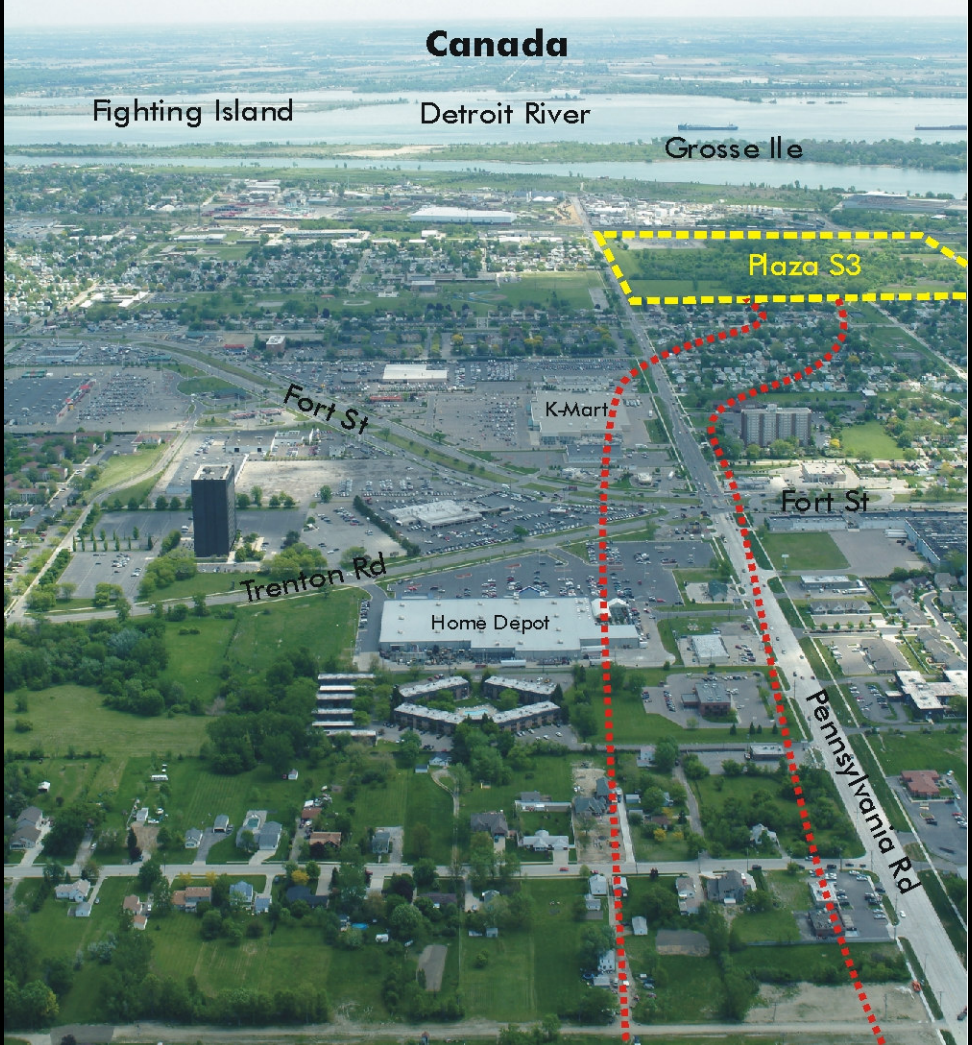 Canada
Fighting Island
Detroit River
Grosse Ile
Plaza S3
Fort St
K-Mart
Fort St
Trenton Rd
Home Depot
Pennsylvania Rd